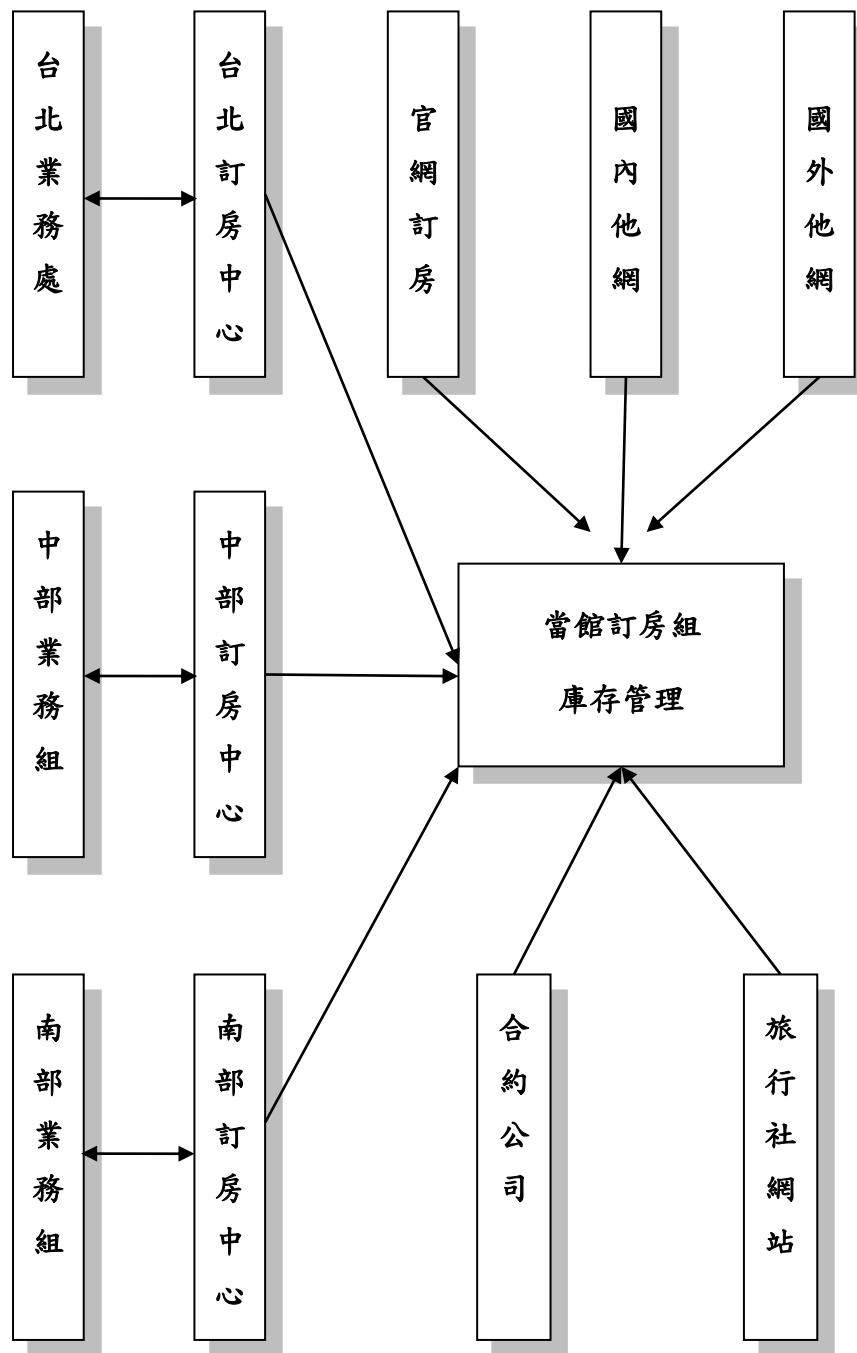 台北業務處
台北訂房中心
官網訂房
國內他網
國外他網
中部業務組
中部訂房中心
當館訂房組
庫存管理
南部業務組
南部訂房中心
合約公司
旅行社網站